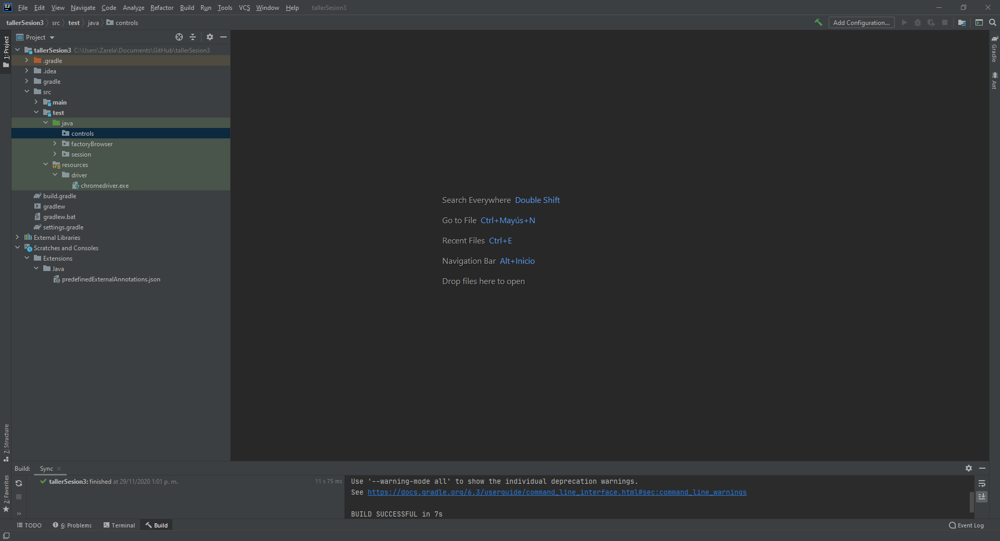 File Edit View Navigate Code Analyze Refactor Build Run Tools VCS Window Help tallerSesion3
tallerSesion3 src test java controls
Add Configuration...
1: Project
Project
tallerSesion3 C:\Users\Zarela\Documents\GitHub\tallerSesion3
.gradle
.idea
gradle
src
main
test
java
controls
factoryBrowser
session
resources
driver
chromedriver.exe
build.gradle
gradlew
gradlew.bat
settings.gradle
External Libraries
Scratches and Consoles
Extensions
Java
predefinedExternalAnnotations.json
Search Everywhere Double Shift
Go to File Ctrl+Mayús+N
Recent Files Ctrl+E
Navigation Bar Alt+Inicio
Drop files here to open
Gradle
Ant
7: Structure
2: Favorites
Build: Sync
tallerSesion3: finished at 29/11/2020 1:01 p. m. 11 s 75 ms
Use '--warning-mode all' to show the individual deprecation warnings.
See https://docs.gradle.org/6.3/userguide/command_line_interface.html#sec:command_line_warnings
BUILD SUCCESSFUL in 7s
TODO 6: Problems Terminal Build
Event Log